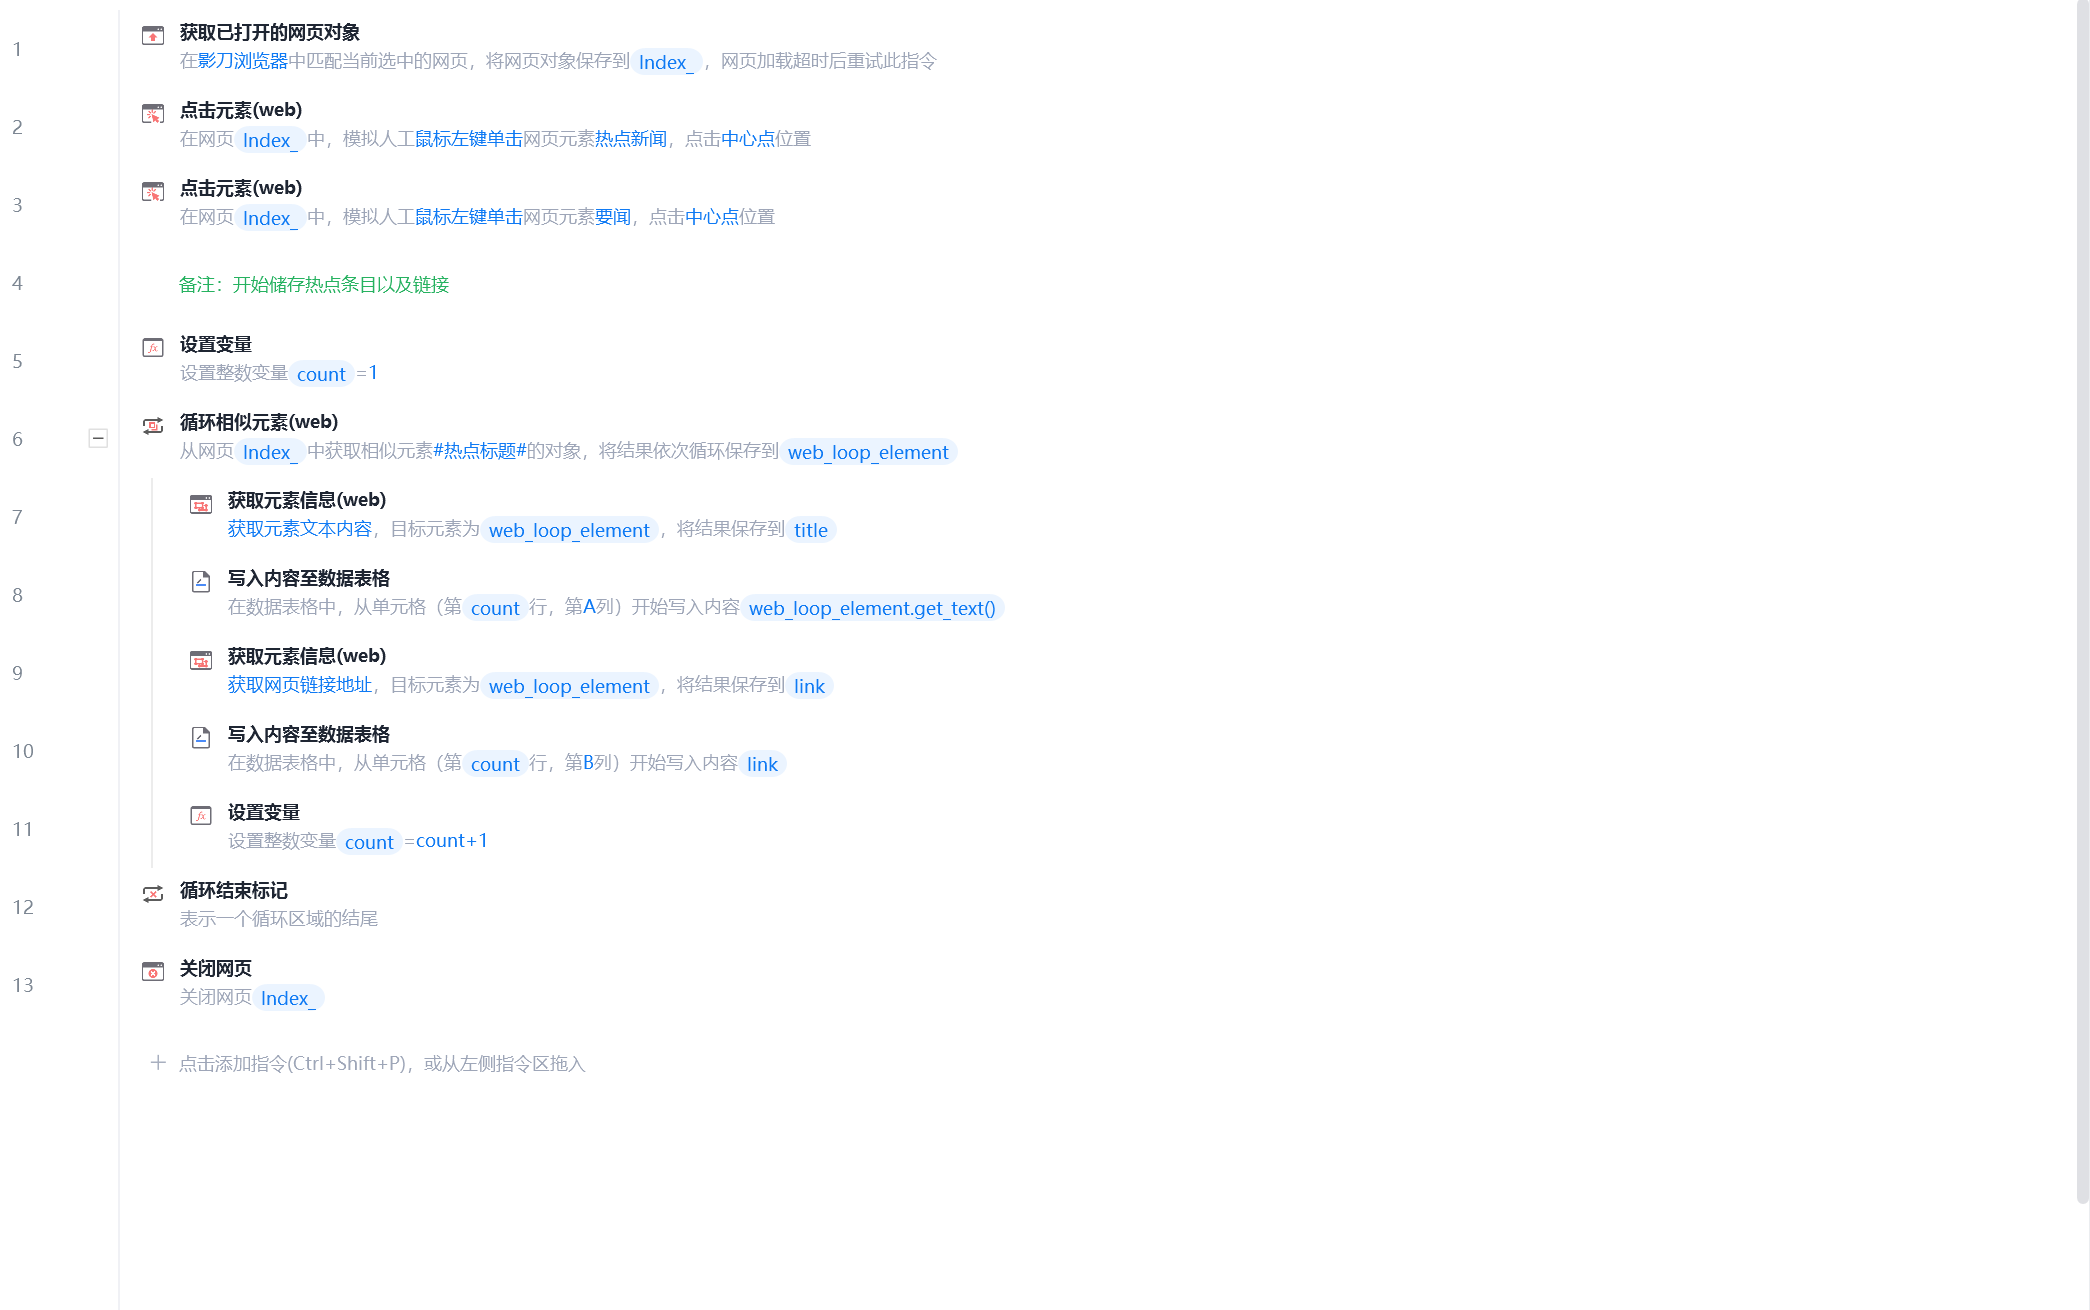 1
获取已打开的网页对象
在影刀浏览器中匹配当前选中的网页，将网页对象保存到 Index_ ，网页加载超时后重试此指令
2
点击元素(web)
在网页 Index_ 中，模拟人工鼠标左键单击网页元素热点新闻，点击中心点位置
3
点击元素(web)
在网页 Index_ 中，模拟人工鼠标左键单击网页元素要闻，点击中心点位置
4
备注：开始储存热点条目以及链接
5
设置变量
设置整数变量 count =1
6
循环相似元素(web)
从网页 Index_ 中获取相似元素#热点标题#的对象，将结果依次循环保存到 web_loop_element
7
获取元素信息(web)
获取元素文本内容，目标元素为 web_loop_element ，将结果保存到 title
8
写入内容至数据表格
在数据表格中，从单元格（第 count 行，第A列）开始写入内容 web_loop_element.get_text()
9
获取元素信息(web)
获取网页链接地址，目标元素为 web_loop_element ，将结果保存到 link
10
写入内容至数据表格
在数据表格中，从单元格（第 count 行，第B列）开始写入内容 link
11
设置变量
设置整数变量 count =count+1
12
循环结束标记
表示一个循环区域的结尾
13
关闭网页
关闭网页 Index_
点击添加指令(Ctrl+Shift+P)，或从左侧指令区拖入